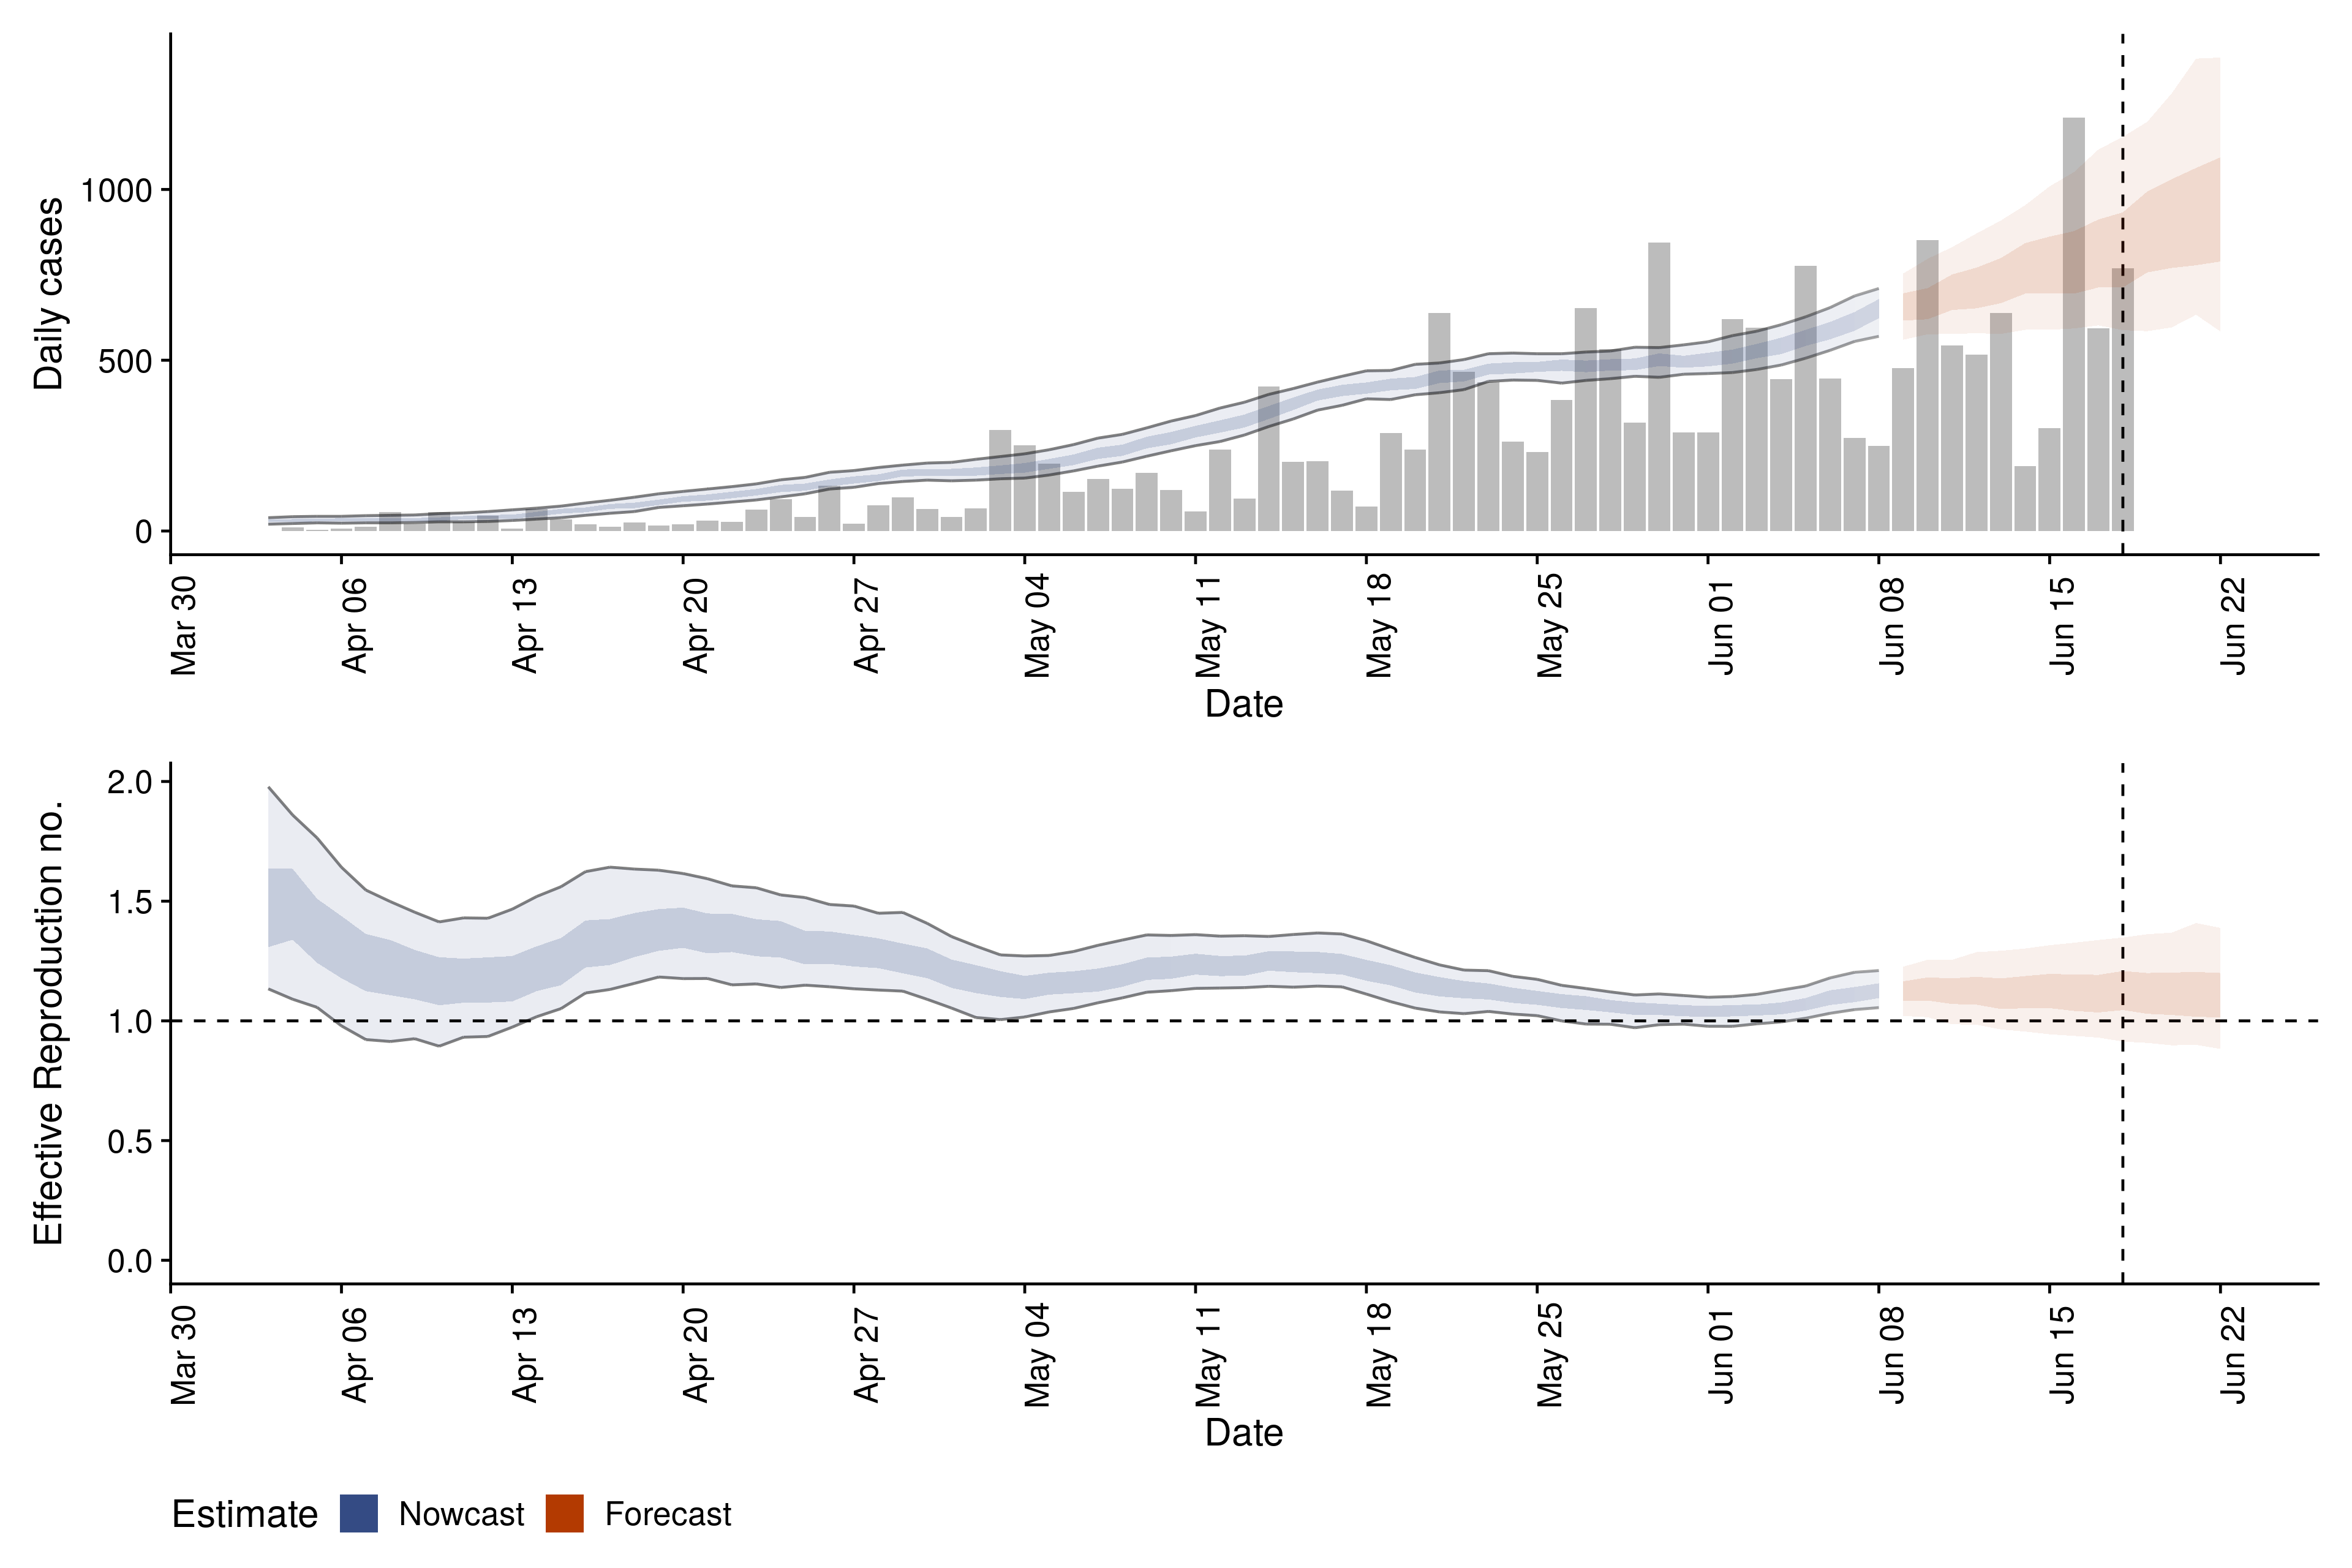 Daily cases
1000
500
0
Mar 30 Apr 06 Apr 13 Apr 20 Apr 27 May 04 May 11 May 18 May 25 Jun 01 Jun 08 Jun 15 Jun 22
Date
Effective Reproduction no.
2.0
1.5
1.0
0.5
0.0
Mar 30 Apr 06 Apr 13 Apr 20 Apr 27 May 04 May 11 May 18 May 25 Jun 01 Jun 08 Jun 15 Jun 22
Date
Estimate Nowcast Forecast